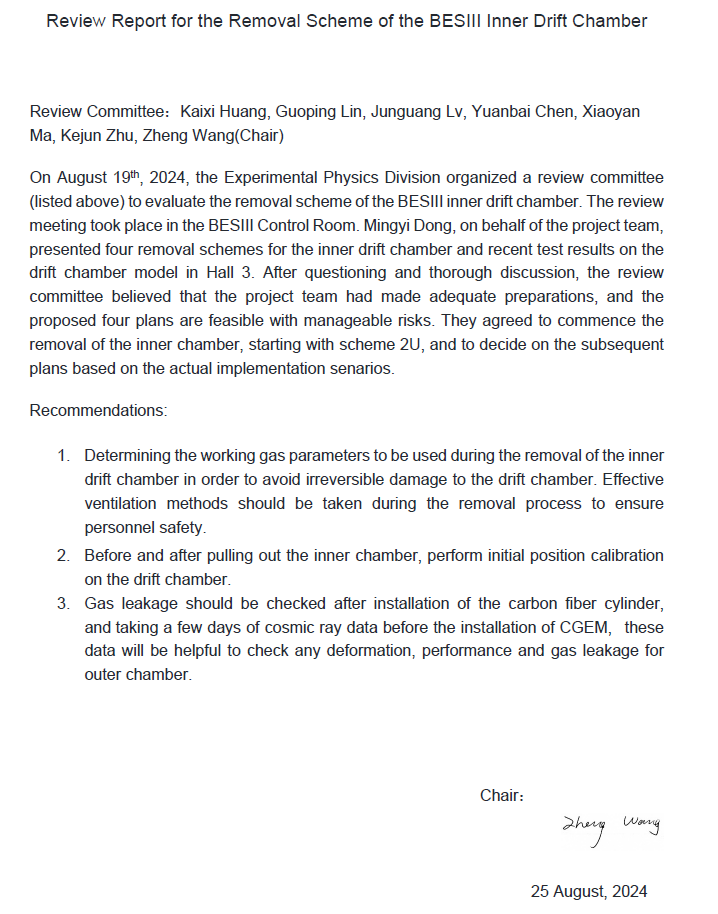 Review Report for the Removal Scheme of the BESIII Inner Drift Chamber
Review Committee：Kaixi Huang, Guoping Lin, Junguang Lv, Yuanbai Chen, Xiaoyan
Ma, Kejun Zhu, Zheng Wang(Chair)
On August 19th, 2024, the Experimental Physics Division organized a review committee
(listed above) to evaluate the removal scheme of the BESIII inner drift chamber. The review
meeting took place in the BESIII Control Room. Mingyi Dong, on behalf of the project team,
presented four removal schemes for the inner drift chamber and recent test results on the
drift chamber model in Hall 3. After questioning and thorough discussion, the review
committee believed that the project team had made adequate preparations, and the
proposed four plans are feasible with manageable risks. They agreed to commence the
removal of the inner chamber, starting with scheme 2U, and to decide on the subsequent
plans based on the actual implementation senarios.
Recommendations:
1. Determining the working gas parameters to be used during the removal of the inner
drift chamber in order to avoid irreversible damage to the drift chamber. Effective
ventilation methods should be taken during the removal process to ensure
personnel safety.
2. Before and after pulling out the inner chamber, perform initial position calibration
on the drift chamber.
3. Gas leakage should be checked after installation of the carbon fiber cylinder,
and taking a few days of cosmic ray data before the installation of CGEM, these
data will be helpful to check any deformation, performance and gas leakage for
outer chamber.
Chair：
Zheng Wang
25 August, 2024